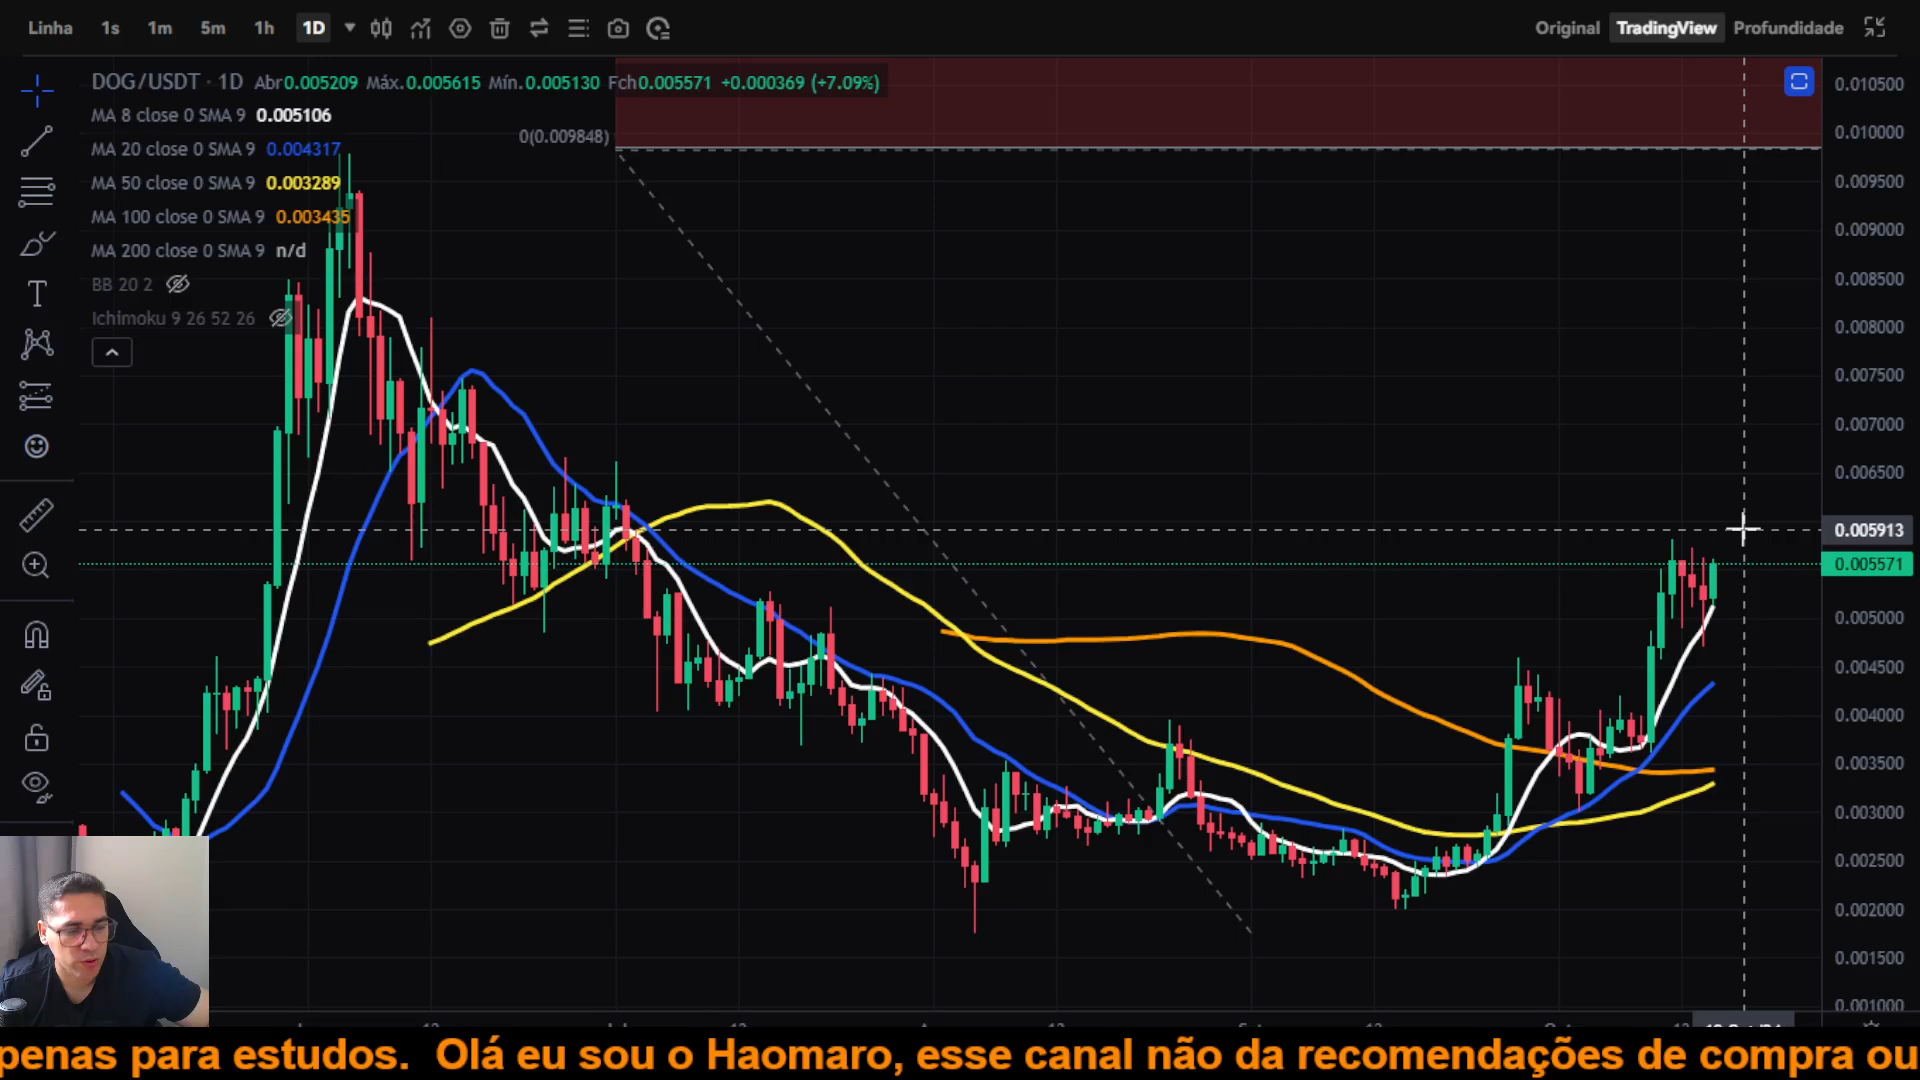 Linha 1s 1m 5m 1h 1D Original TradingView Profundidade
DOG/USDT · 1D Abr0.005209 Máx.0.005615 Mín.0.005130 Fch0.005571 +0.000369 (+7.09%)
MA 8 close 0 SMA 9 0.005106
0(0.009848)
MA 20 close 0 SMA 9 0.004317
MA 50 close 0 SMA 9 0.003289
MA 100 close 0 SMA 9 0.003435
MA 200 close 0 SMA 9 n/d
BB 20 2
Ichimoku 9 26 52 26
0.010500
0.010000
0.009500
0.009000
0.008500
0.008000
0.007500
0.007000
0.006500
0.005913
0.005571
0.005000
0.004500
0.004000
0.003500
0.003000
0.002500
0.002000
0.001500
0.001000
penas para estudos. Olá eu sou o Haomaro, esse canal não da recomendações de compra ou